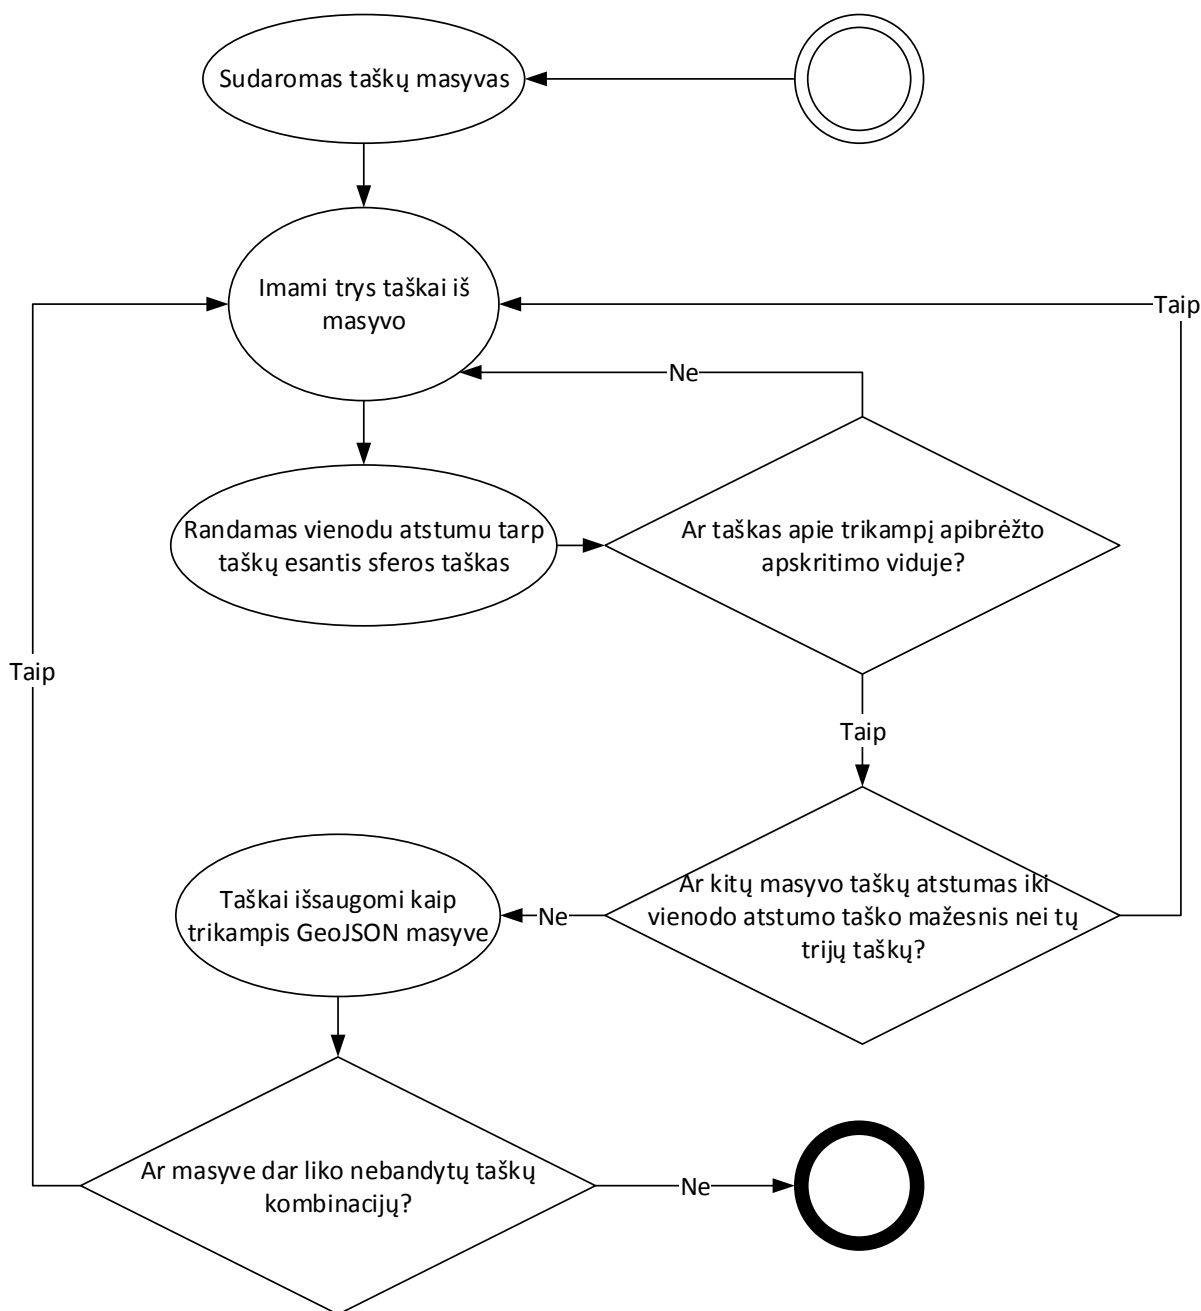 Sudaromas taškų masyvas
Imami trys taškai iš
masyvo
Taip
Ne
Randamas vienodu atstumu tarp
taškų esantis sferos taškas
Ar taškas apie trikampį apibrėžto
apskritimo viduje?
Taip
Taip
Ar kitų masyvo taškų atstumas iki
vienodo atstumo taško mažesnis nei tų
trijų taškų?
Ne
Taškai išsaugomi kaip
trikampis GeoJSON masyve
Ar masyve dar liko nebandytų taškų
kombinacijų?
Ne